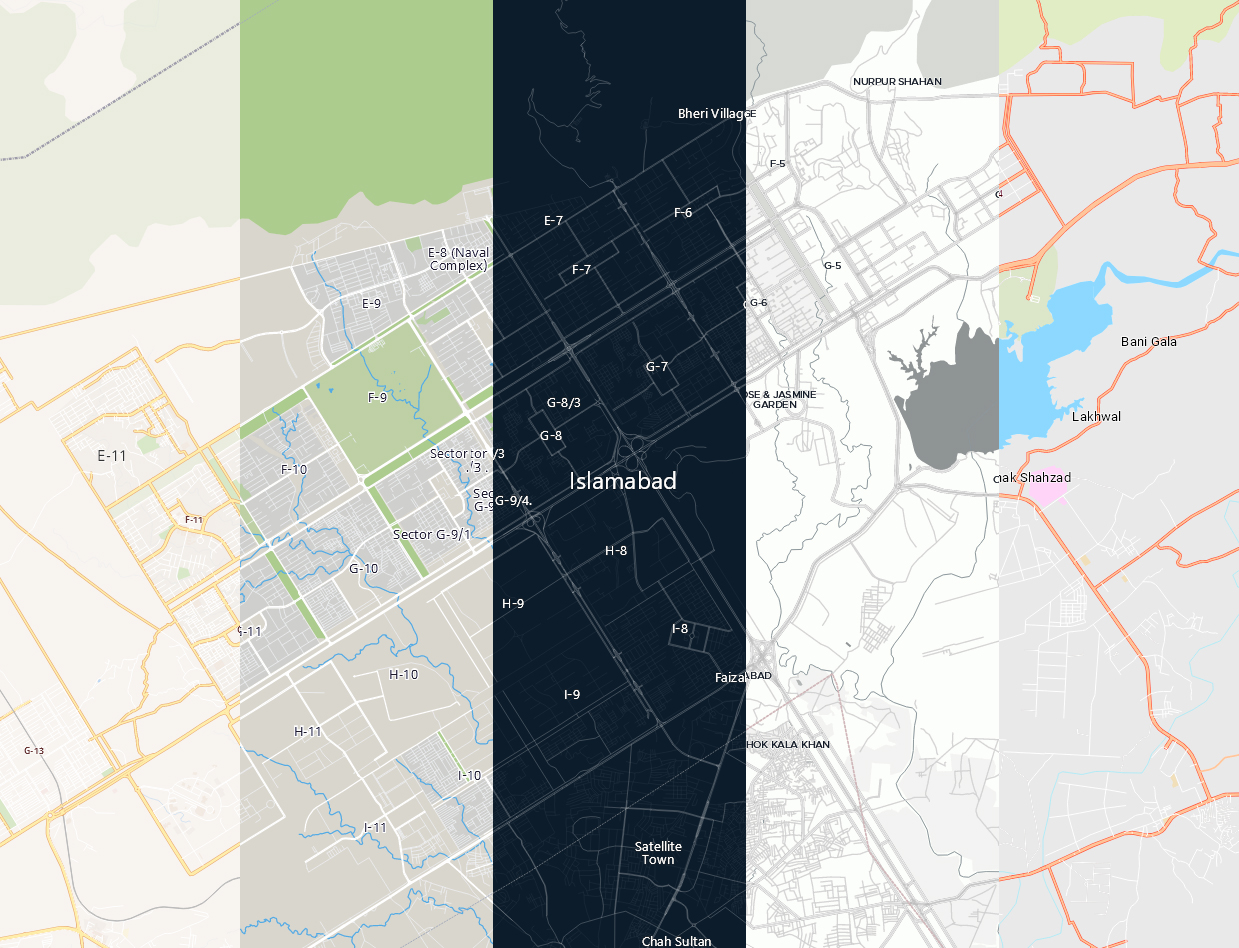 NURPUR SHAHAN
Bheri Village
F-5
F-6
E-7
E-8 (Naval
Complex)
G-5
F-7
E-9
G-6
Bani Gala
G-7
F-9
OSE & JASMINE
GARDEN
G-8/3
Lakhwal
G-8
E-11
Sector
/3
F-10
Islamabad
nak Shahzad
G-9/4
F-11
Sector G-9/1
H-8
G-10
H-9
I-8
G-11
H-10
Faiza
ABAD
I-9
H-11
HOK KALA KHAN
G-13
I-10
I-11
Satellite
Town
Chah Sultan